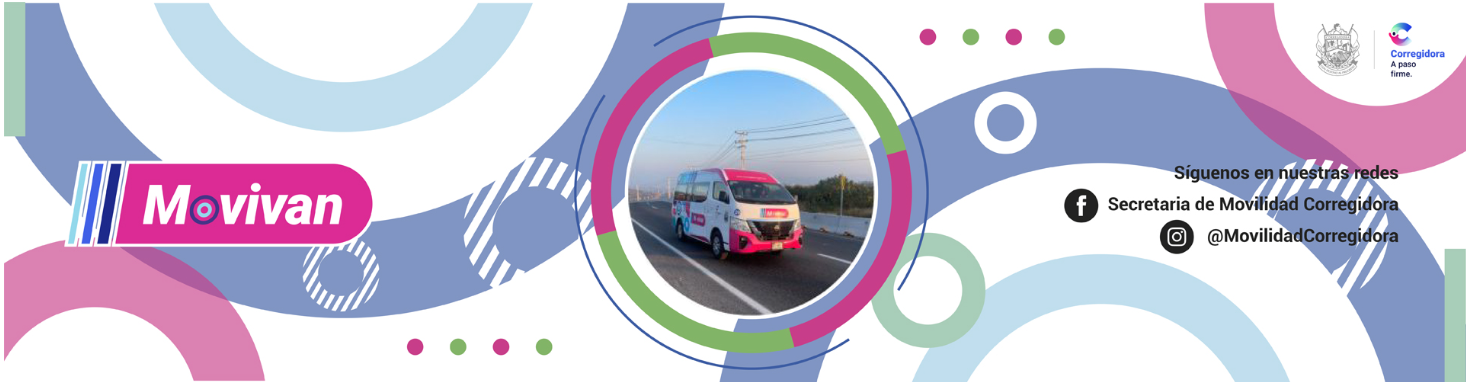 Movivan
Corregidora
A paso
firme.
Síguenos en nuestras redes
Secretaria de Movilidad Corregidora
@MovilidadCorregidora